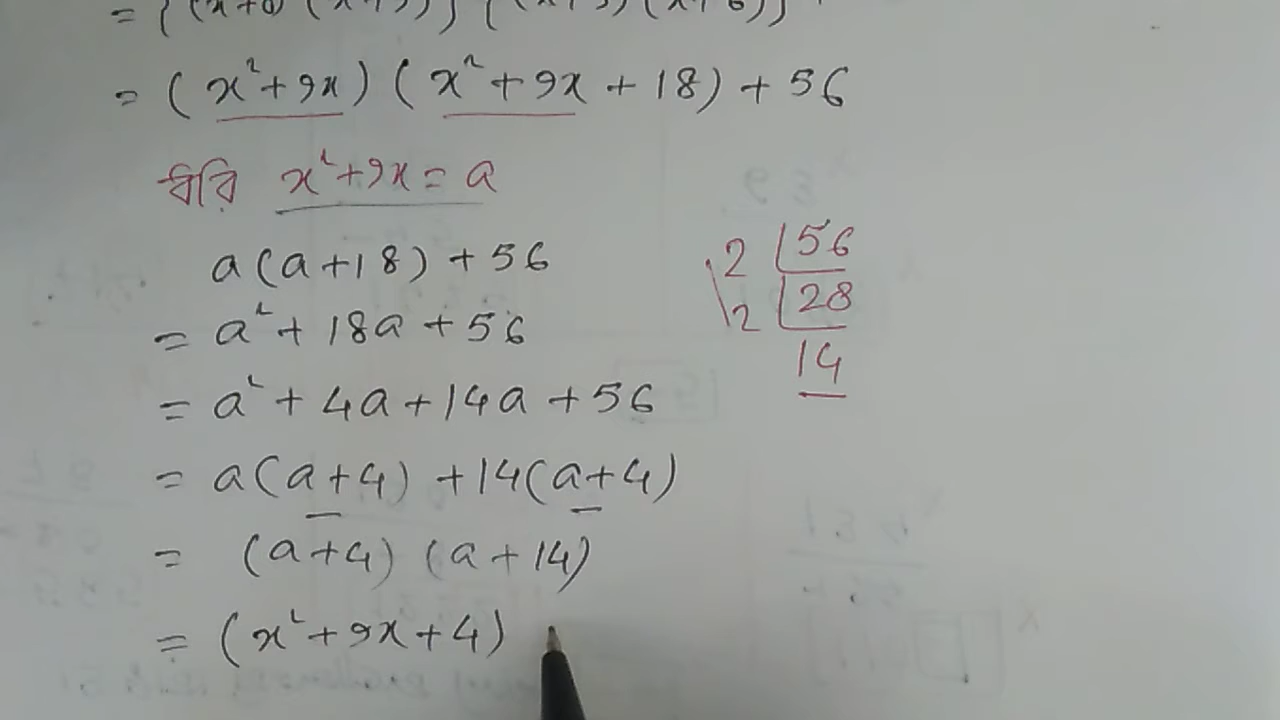 = (x²+9x) (x²+9x+18)+56
ধরি x²+9x = a
a(a+18)+56
= a²+18a+56
= a²+4a+14a+56
= a(a+4)+14(a+4)
= (a+4) (a+14)
= (x²+9x+4)
2 56
2 28
14